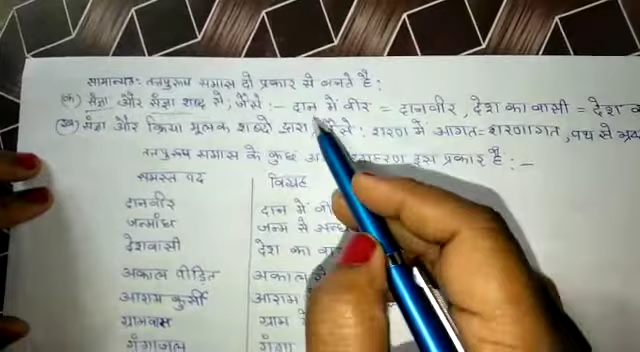 सामान्यतः तत्पुरूष समास दो प्रकार से बनते है:
(क) संज्ञा और संज्ञा शब्द से, जैसे :- दान में वीर = दानवीर, देश का वासी = देश
(ख) संज्ञा और क्रिया मूलक शब्दो द्वारा जैसे: शरण में आगत = शरणागत, पथ से
तत्पुरूष समास के कुछ उदाहरण इस प्रकार है :-
समस्त पद विग्रह
दानवीर दान में
जन्मांध जन्म से
देशवासी देश का
अकाल पीड़ित अकाल
आराम कुर्सी आराम
ग्रामवास ग्राम
गंगाजल गंगा